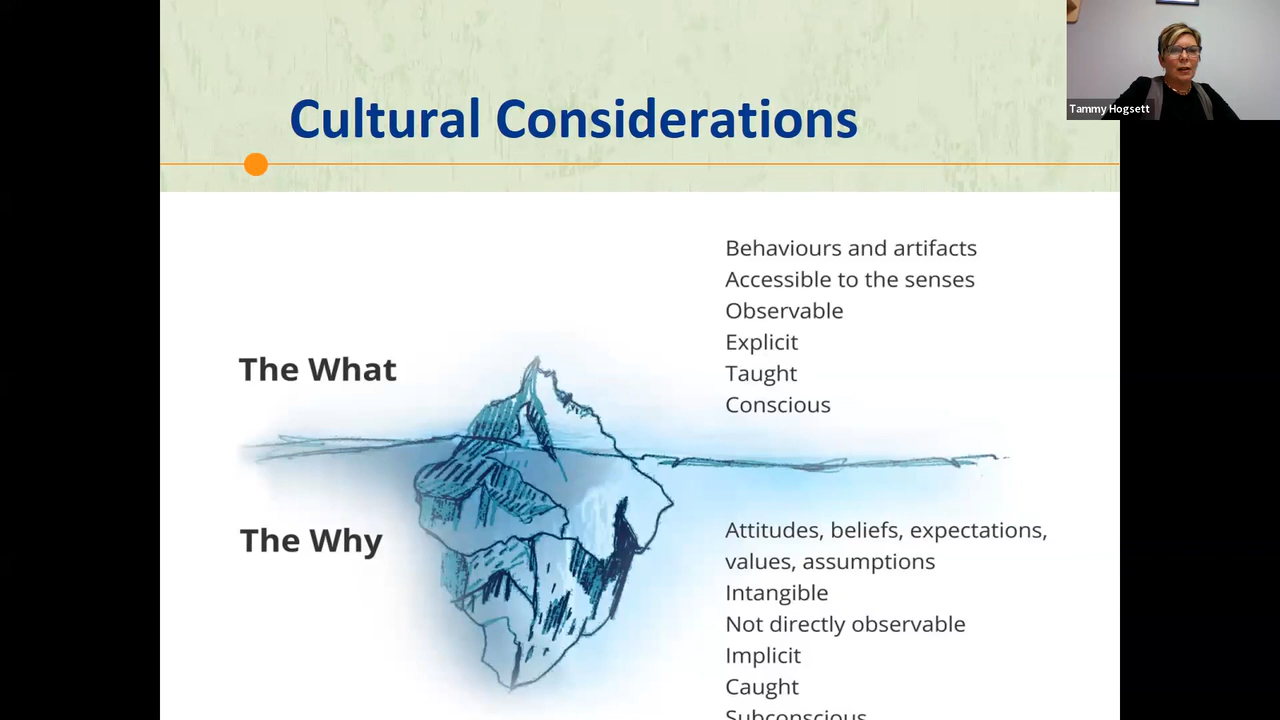 Cultural Considerations
Tammy Hogsett
Behaviours and artifacts
Accessible to the senses
Observable
Explicit
Taught
Conscious
The What
The Why
Attitudes, beliefs, expectations,
values, assumptions
Intangible
Not directly observable
Implicit
Caught
Subconscious